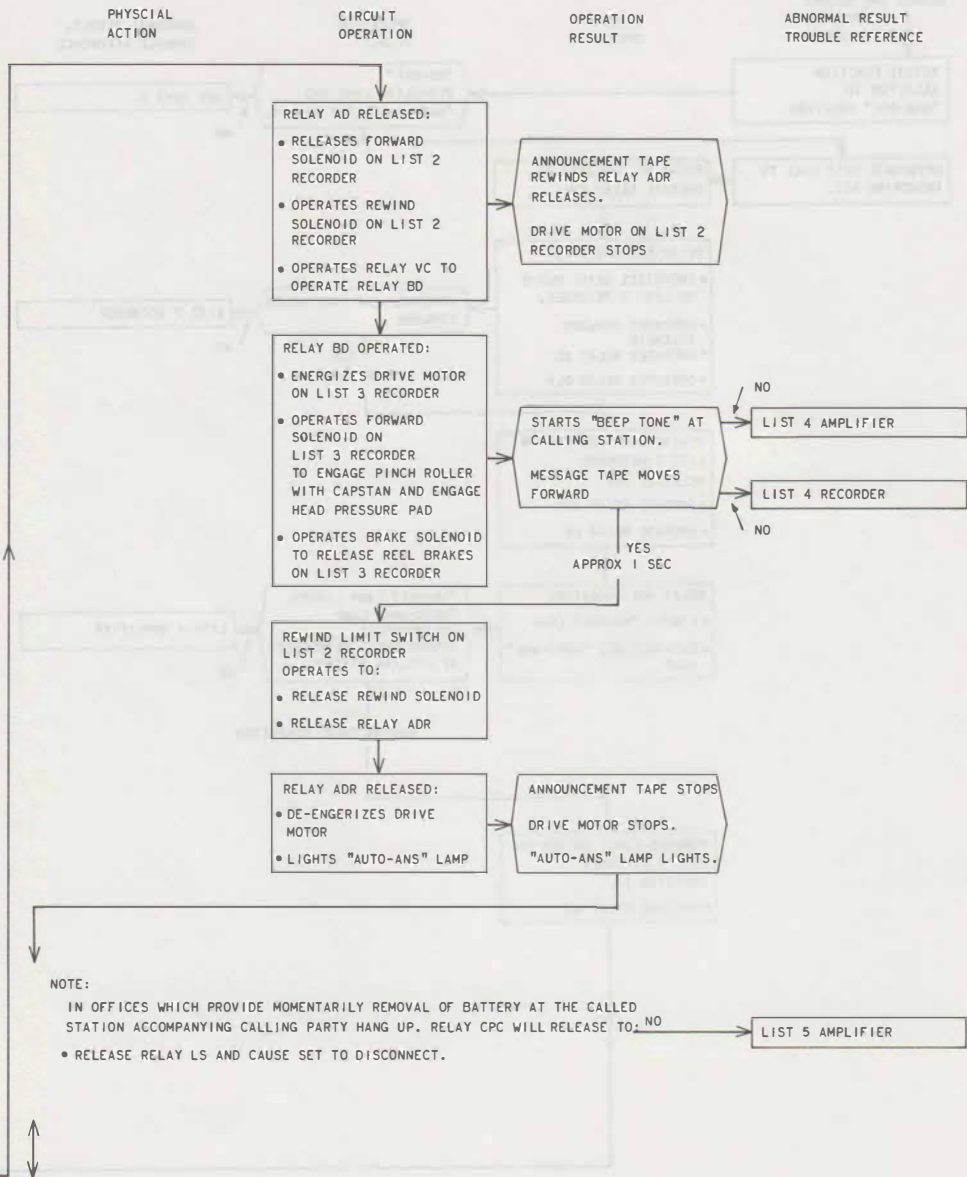 PHYSCIAL
ACTION
CIRCUIT
OPERATION
OPERATION
RESULT
ABNORMAL RESULT
TROUBLE REFERENCE
RELAY AD RELEASED:
• RELEASES FORWARD
SOLENOID ON LIST 2
RECORDER
• OPERATES REWIND
SOLENOID ON LIST 2
RECORDER
• OPERATES RELAY VC TO
OPERATE RELAY BD
ANNOUNCEMENT TAPE
REWINDS RELAY ADR
RELEASES.
DRIVE MOTOR ON LIST 2
RECORDER STOPS
RELAY BD OPERATED:
• ENERGIZES DRIVE MOTOR
ON LIST 3 RECORDER
• OPERATES FORWARD
SOLENOID ON
LIST 3 RECORDER
TO ENGAGE PINCH ROLLER
WITH CAPSTAN AND ENGAGE
HEAD PRESSURE PAD
• OPERATES BRAKE SOLENOID
TO RELEASE REEL BRAKES
ON LIST 3 RECORDER
STARTS "BEEP TONE" AT
CALLING STATION.
MESSAGE TAPE MOVES
FORWARD
NO
LIST 4 AMPLIFIER
LIST 4 RECORDER
NO
YES
APPROX 1 SEC
REWIND LIMIT SWITCH ON
LIST 2 RECORDER
OPERATES TO:
• RELEASE REWIND SOLENOID
• RELEASE RELAY ADR
RELAY ADR RELEASED:
• DE-ENGERIZES DRIVE
MOTOR
• LIGHTS "AUTO-ANS" LAMP
ANNOUNCEMENT TAPE STOPS
DRIVE MOTOR STOPS.
"AUTO-ANS" LAMP LIGHTS.
NOTE:
IN OFFICES WHICH PROVIDE MOMENTARILY REMOVAL OF BATTERY AT THE CALLED
STATION ACCOMPANYING CALLING PARTY HANG UP. RELAY CPC WILL RELEASE TO: NO
LIST 5 AMPLIFIER
• RELEASE RELAY LS AND CAUSE SET TO DISCONNECT.